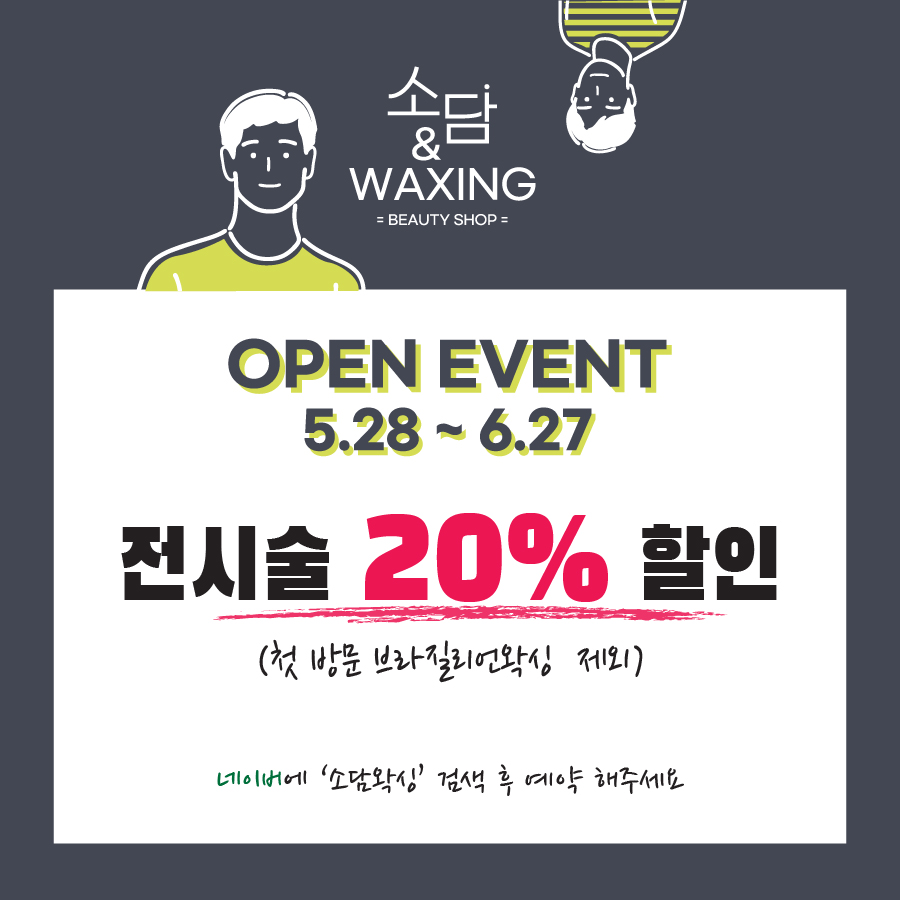 소담
&
WAXING
= BEAUTY SHOP =
OPEN EVENT
5.28 ~ 6.27
전시술 20% 할인
(첫 방문 브라질리언왁싱 제외)
네이버에 '소담왁싱' 검색 후 예약 해주세요